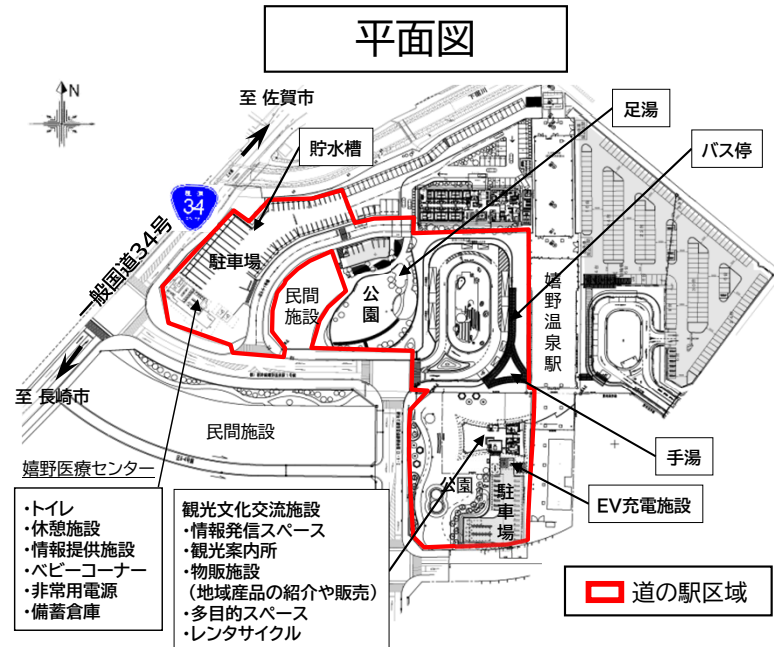 平面図
N
至 佐賀市
足湯
貯水槽
バス停
34
一般国道34号
駐車場
民間
施設
公
園
嬉野温泉駅
至 長崎市
民間施設
手湯
嬉野医療センター
公園
駐車場
EV充電施設
・トイレ
・休憩施設
・情報提供施設
・ベビーコーナー
・非常用電源
・備蓄倉庫
観光文化交流施設
・情報発信スペース
・観光案内所
・物販施設
（地域産品の紹介や販売）
・多目的スペース
・レンタサイクル
道の駅区域